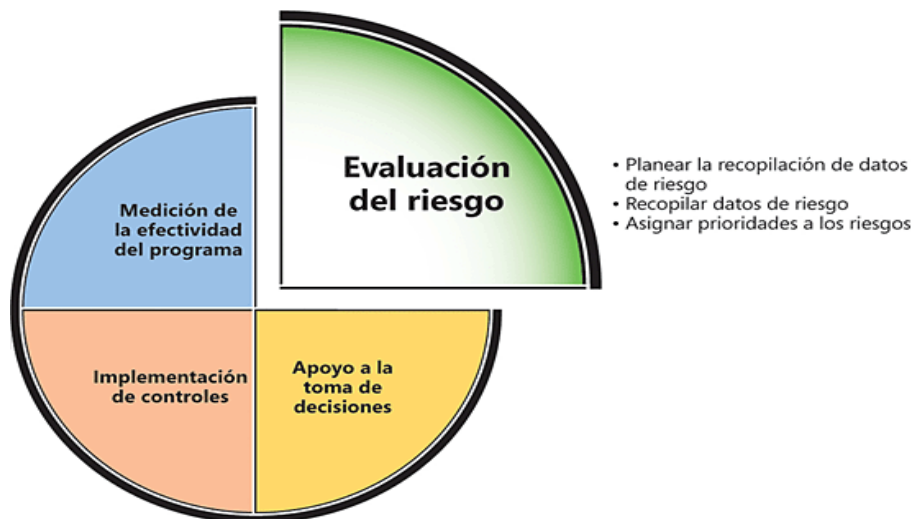 Evaluación
del riesgo
• Planear la recopilación de datos
de riesgo
• Recopilar datos de riesgo
• Asignar prioridades a los riesgos
Medición de
la efectividad
del programa
Implementación
de controles
Apoyo a la
toma de
decisiones